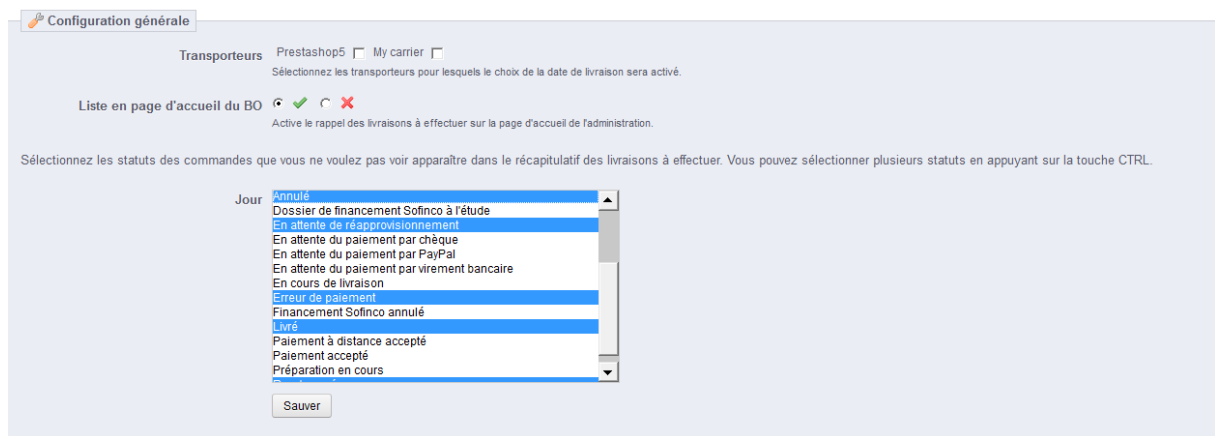 Configuration générale
Transporteurs Prestashop5 My carrier
Sélectionnez les transporteurs pour lesquels le choix de la date de livraison sera activé.
Liste en page d'accueil du BO
Active le rappel des livraisons à effectuer sur la page d'accueil de l'administration.
Sélectionnez les statuts des commandes que vous ne voulez pas voir apparaître dans le récapitulatif des livraisons à effectuer. Vous pouvez sélectionner plusieurs statuts en appuyant sur la touche CTRL.
Jour Annulé
Dossier de financement Sofinco à l'étude
En attente de réapprovisionnement
En attente du paiement par chèque
En attente du paiement par PayPal
En attente du paiement par virement bancaire
En cours de livraison
Erreur de paiement
Financement Sofinco annulé
Livré
Paiement à distance accepté
Paiement accepté
Préparation en cours
Sauver